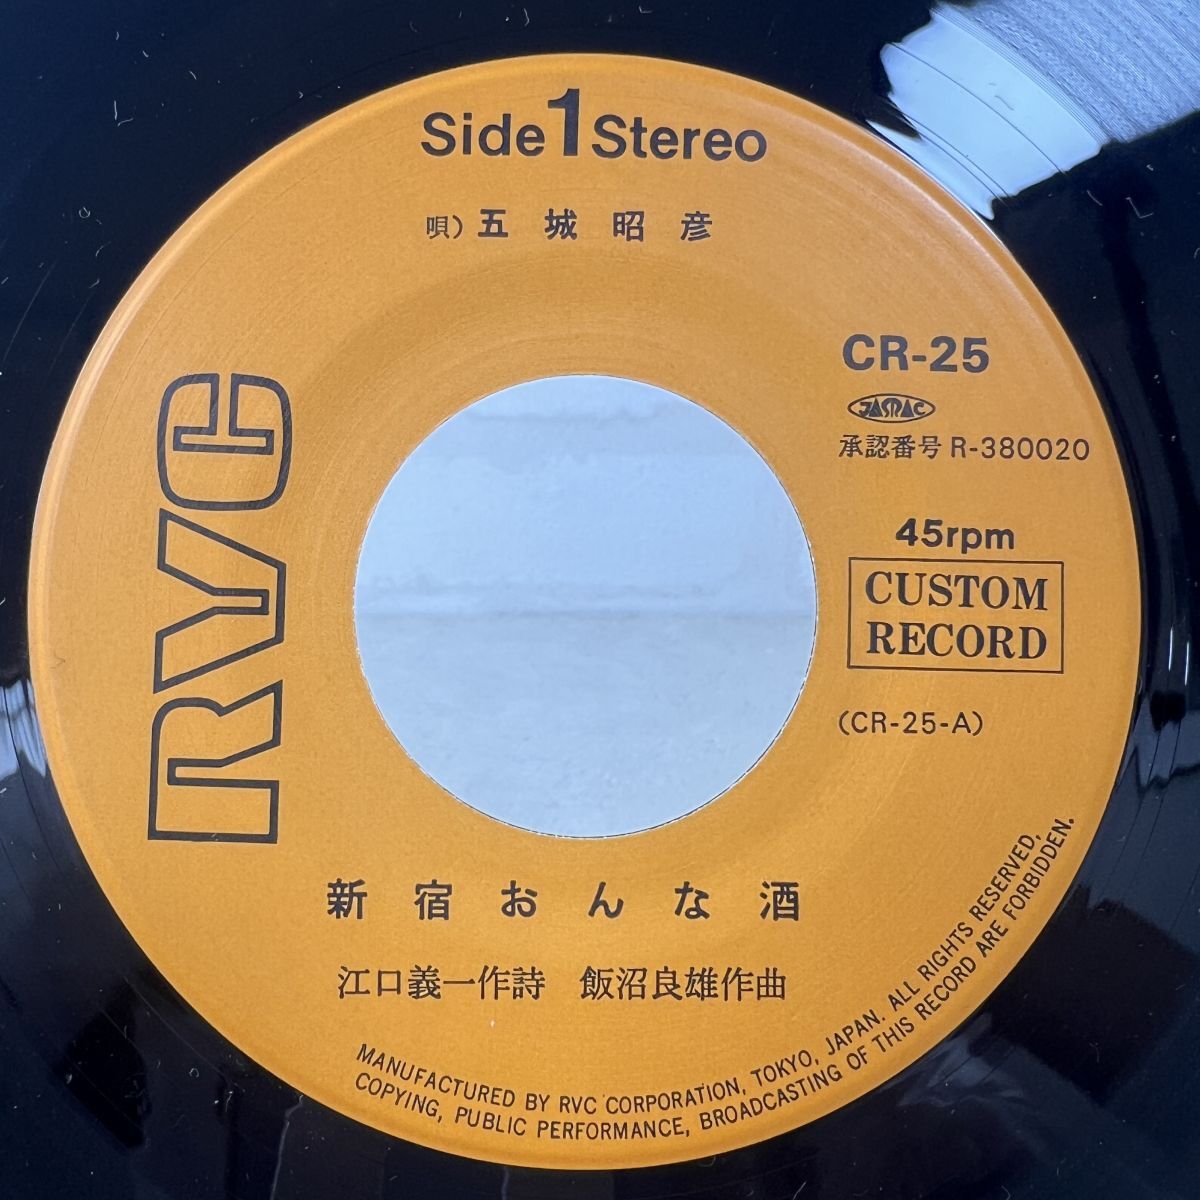 Side 1 Stereo
唄) 五城昭彦
CR-25
JASRAC
承認番号 R-380020
45rpm
CUSTOM
RECORD
(CR-25-A)
RVC
新宿おんな酒
江口義一作詩 飯沼良雄作曲
MANUFACTURED BY RVC CORPORATION, TOKYO, JAPAN. ALL RIGHTS RESERVED,
COPYING, PUBLIC PERFORMANCE, BROADCASTING OF THIS RECORD ARE FORBIDDEN.